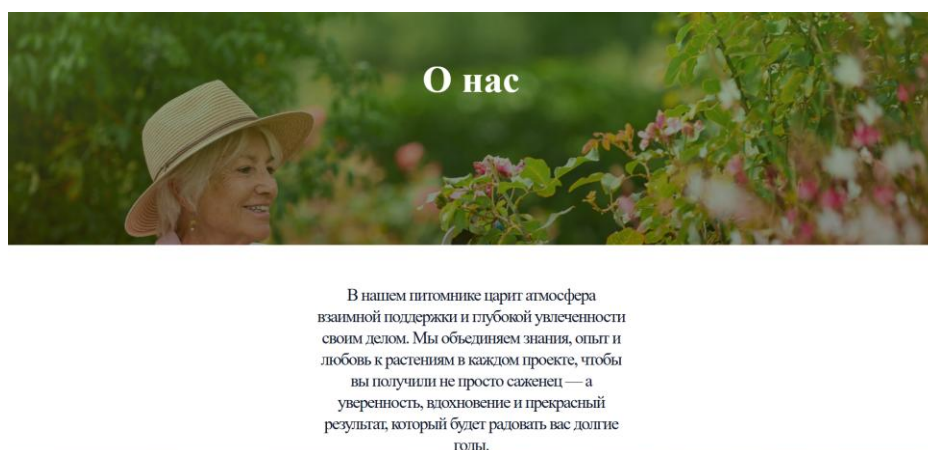 О нас
В нашем питомнике царит атмосфера
взаимной поддержки и глубокой увлеченности
своим делом. Мы объединяем знания, опыт и
любовь к растениям в каждом проекте, чтобы
вы получили не просто саженец — а
уверенность, вдохновение и прекрасный
результат, который будет радовать вас долгие
годы.